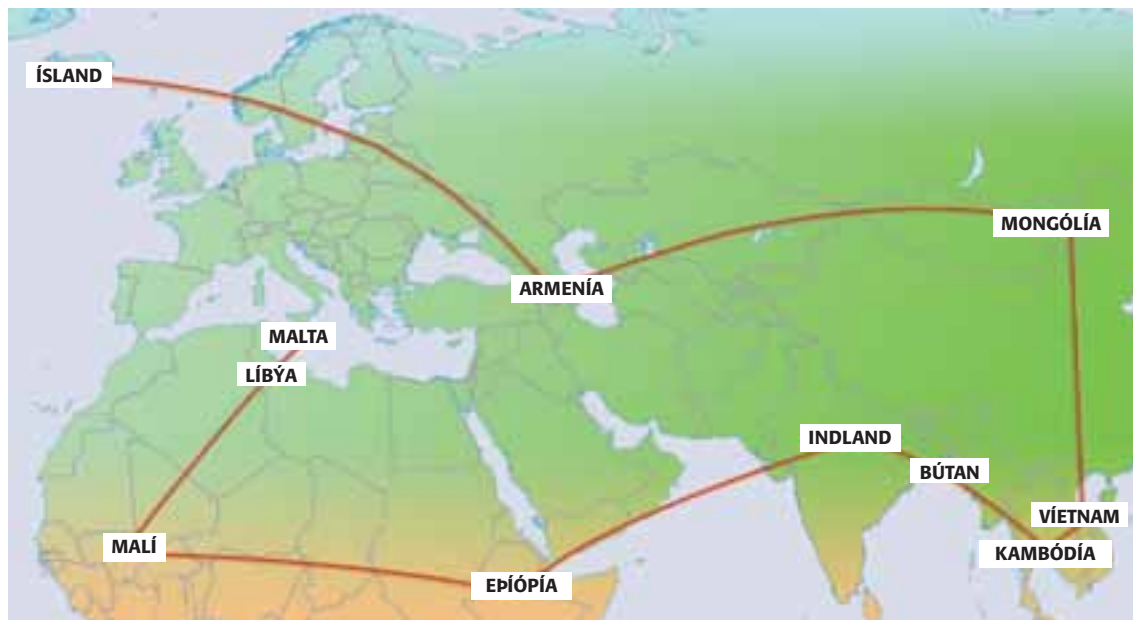 ÍSLAND
MONGÓLÍA
ARMENÍA
MALTA
LÍBÝA
INDLAND
BÚTAN
VÍETNAM
MALÍ
KAMBÓDÍA
EÞÍÓPÍA